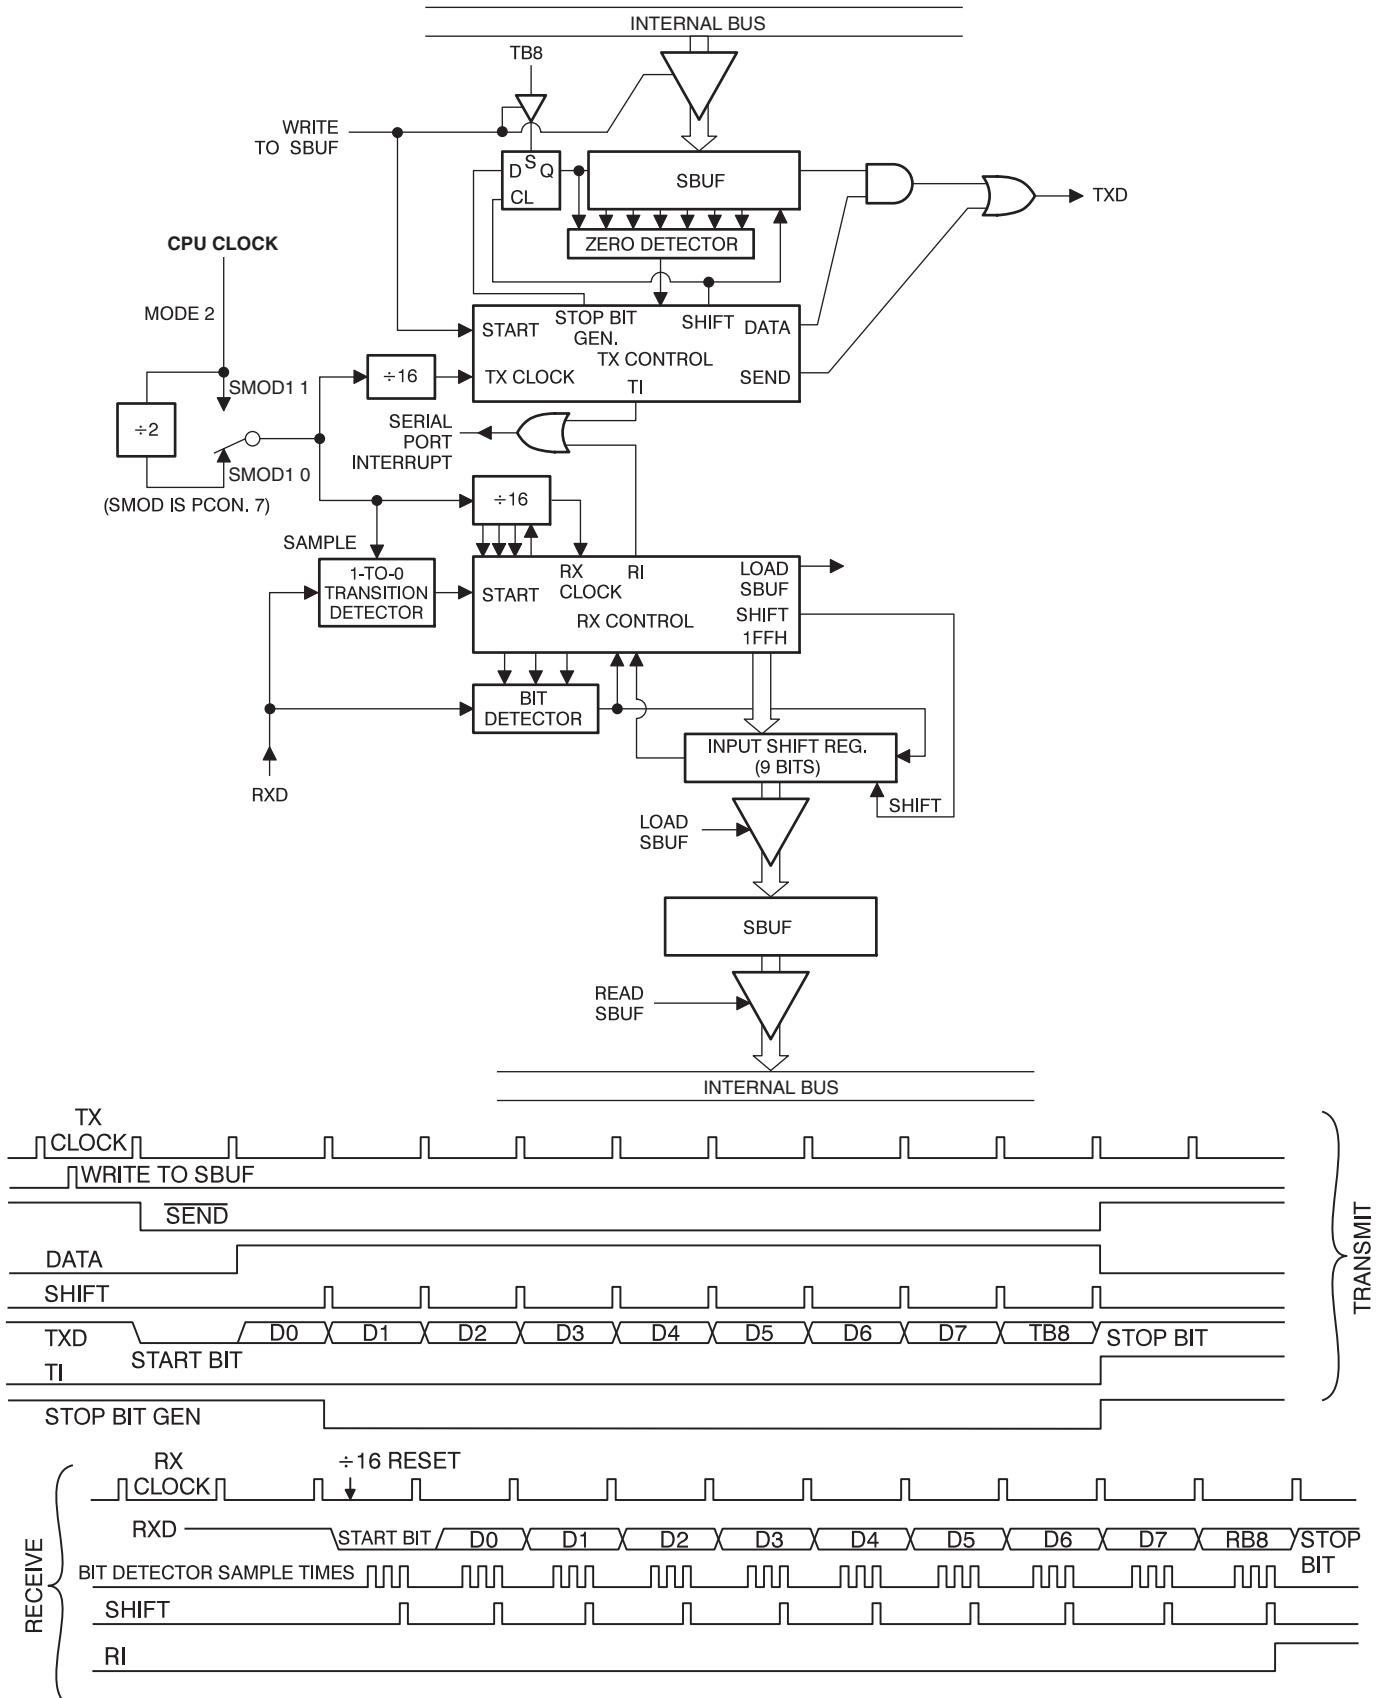 INTERNAL BUS
TB8
WRITE
TO SBUF
D S Q
CL
SBUF
TXD
ZERO DETECTOR
CPU CLOCK
MODE 2
START
STOP BIT
GEN.
SHIFT
DATA
TX CONTROL
TX CLOCK
SEND
TI
÷16
SMOD1 1
÷2
SMOD1 0
(SMOD IS PCON. 7)
SERIAL
PORT
INTERRUPT
÷16
SAMPLE
1-TO-0
TRANSITION
DETECTOR
START
RX
CLOCK
RI
LOAD
SBUF
SHIFT
RX CONTROL
1FFH
BIT
DETECTOR
INPUT SHIFT REG.
(9 BITS)
RXD
SHIFT
LOAD
SBUF
SBUF
READ
SBUF
INTERNAL BUS
TX
CLOCK
WRITE TO SBUF
SEND
DATA
SHIFT
TXD
D0 D1 D2 D3 D4 D5 D6 D7 TB8
STOP BIT
START BIT
TI
STOP BIT GEN
TRANSMIT
RX
CLOCK
÷16 RESET
RXD
START BIT
D0 D1 D2 D3 D4 D5 D6 D7 RB8
STOP
BIT
BIT DETECTOR SAMPLE TIMES
SHIFT
RI
RECEIVE